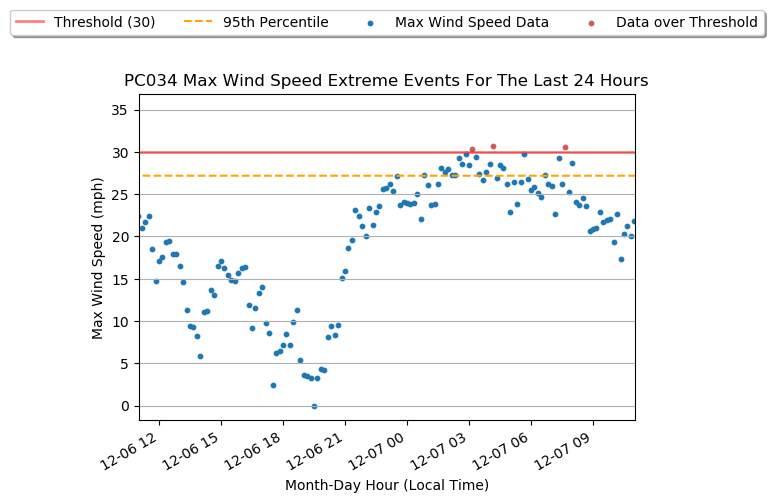 Threshold (30) 95th Percentile Max Wind Speed Data Data over Threshold
PC034 Max Wind Speed Extreme Events For The Last 24 Hours
35
30
25
20
15
10
5
0
Max Wind Speed (mph)
12-06 12 12-06 15 12-06 18 12-06 21 12-07 00 12-07 03 12-07 06 12-07 09
Month-Day Hour (Local Time)